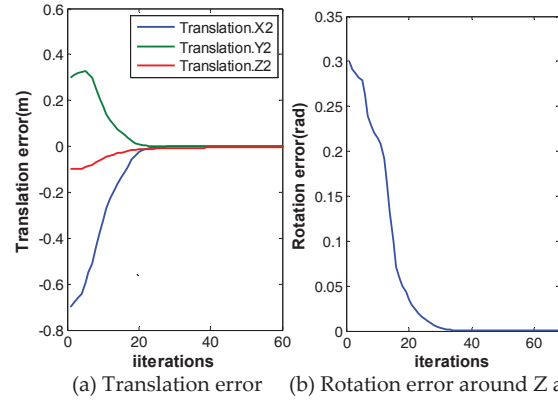 0.6
0.4
0.2
0
-0.2
-0.4
-0.6
-0.8
Translation error(m)
Translation.X2
Translation.Y2
Translation.Z2
0 20 40 60
iiterations
(a) Translation error
0.35
0.3
0.25
0.2
0.15
0.1
0.05
0
Rotation error(rad)
0 20 40 60
iterations
(b) Rotation error around Z a